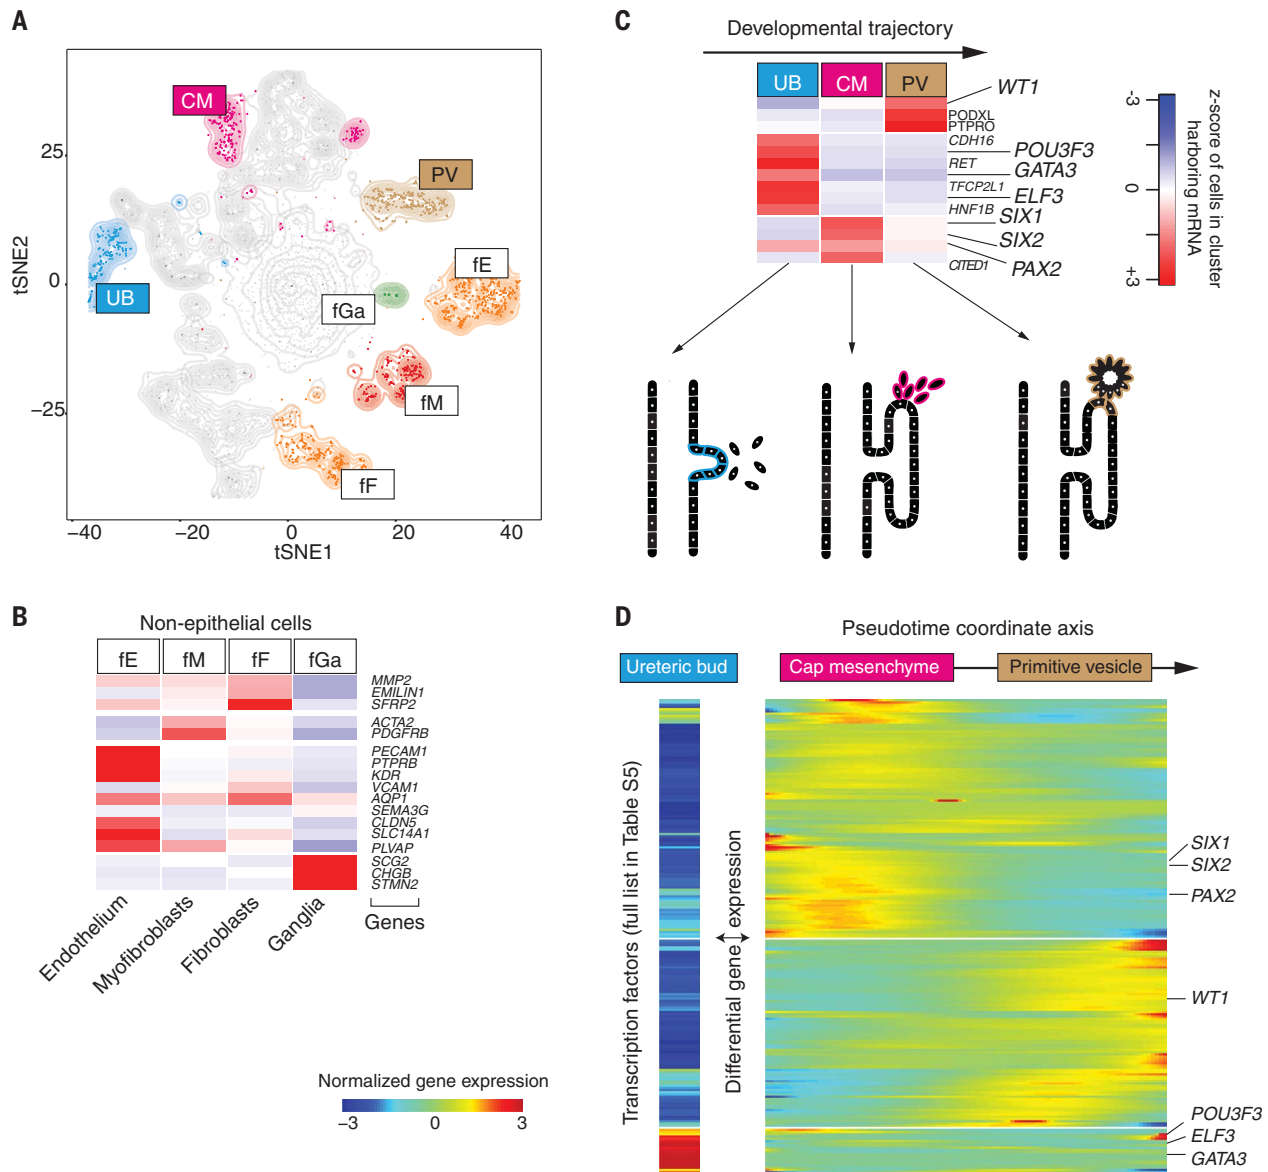 A
CM
PV
fE
fGa
UB
fM
fF
25
0
−25
tSNE2
−40
−20
0
20
40
tSNE1
C
Developmental trajectory
UB
CM
PV
WT1
PODXL
PTPRO
CDH16
POU3F3
RET
GATA3
TFCP2L1
ELF3
HNF1B
SIX1
SIX2
CITED1
PAX2
-3
0
+3
z-score of cells in cluster
harboring mRNA
B
Non-epithelial cells
fE
fM
fF
fGa
MMP2
EMILIN1
SFRP2
ACTA2
PDGFRB
PECAM1
PTPRB
KDR
VCAM1
AQP1
SEMA3G
CLDN5
SLC14A1
PLVAP
SCG2
CHGB
STMN2
Genes
Endothelium
Myofibroblasts
Fibroblasts
Ganglia
Normalized gene expression
−3
0
3
D
Pseudotime coordinate axis
Ureteric bud
Cap mesenchyme
Primitive vesicle
Transcription factors (full list in Table S5)
Differential gene expression
SIX1
SIX2
PAX2
WT1
POU3F3
ELF3
GATA3